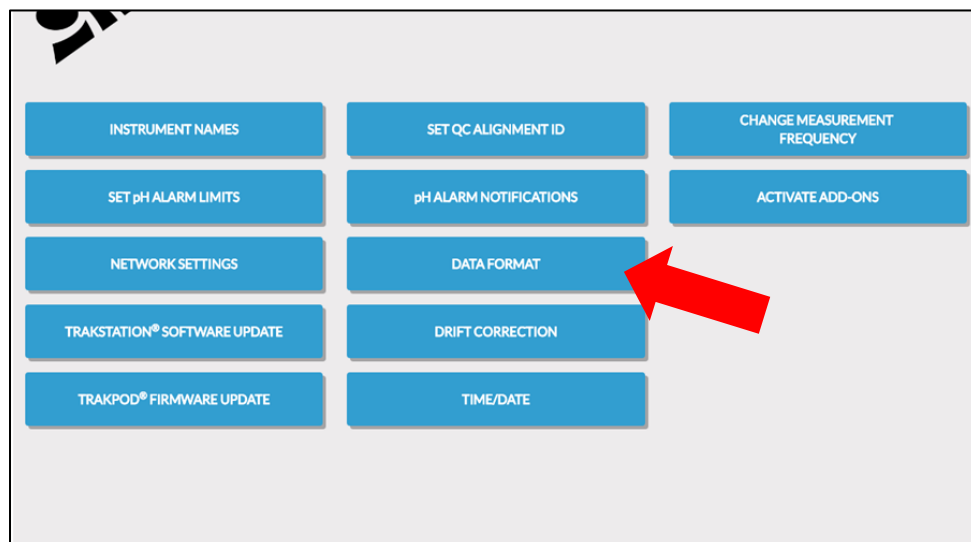 INSTRUMENT NAMES
SET QC ALIGNMENT ID
CHANGE MEASUREMENT
FREQUENCY
SET pH ALARM LIMITS
pH ALARM NOTIFICATIONS
ACTIVATE ADD-ONS
NETWORK SETTINGS
DATA FORMAT
TRAKSTATION® SOFTWARE UPDATE
DRIFT CORRECTION
TRAKPOD® FIRMWARE UPDATE
TIME/DATE